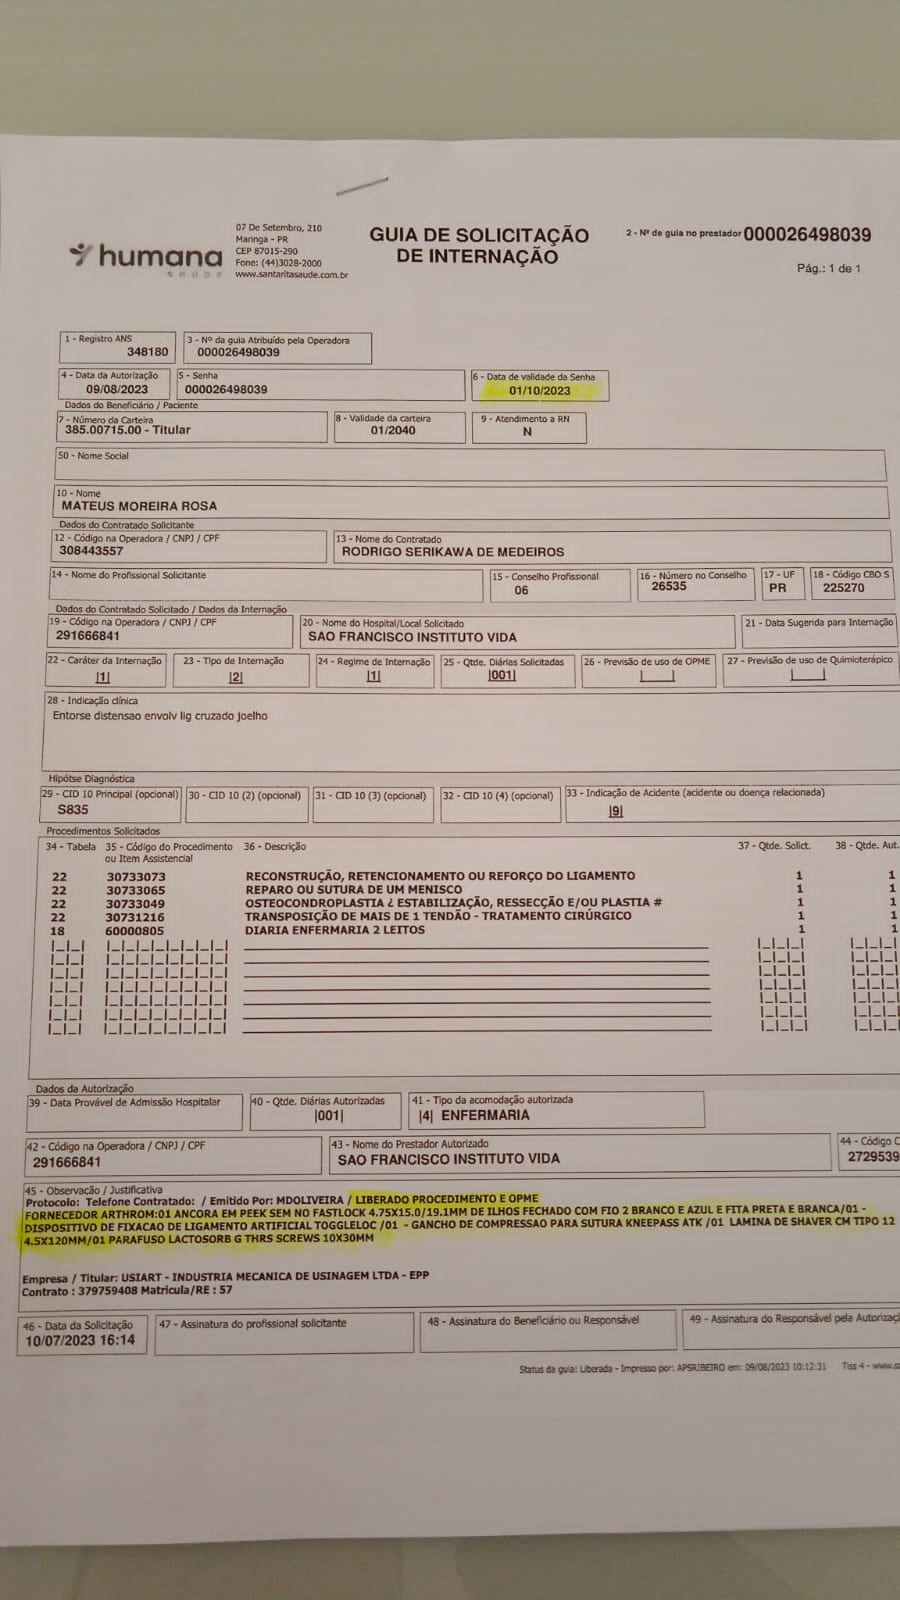 humana
SAÚDE
07 De Setembro, 210
Maringa - PR
CEP 87015-290
Fone: (44)3028-2000
www.santaritasaude.com.br
GUIA DE SOLICITAÇÃO
DE INTERNAÇÃO
2 - Nº de guia no prestador 000026498039
Pág.: 1 de 1
1 - Registro ANS
348180
3 - Nº da guia Atribuído pela Operadora
000026498039
4 - Data da Autorização
09/08/2023
5 - Senha
000026498039
6 - Data de validade da Senha
01/10/2023
Dados do Beneficiário / Paciente
7 - Número da Carteira
385.00715.00 - Titular
8 - Validade da carteira
01/2040
9 - Atendimento a RN
N
50 - Nome Social
10 - Nome
MATEUS MOREIRA ROSA
Dados do Contratado Solicitante
12 - Código na Operadora / CNPJ / CPF
308443557
13 - Nome do Contratado
RODRIGO SERIKAWA DE MEDEIROS
14 - Nome do Profissional Solicitante
15 - Conselho Profissional
06
16 - Número no Conselho
26535
17 - UF
PR
18 - Código CBO S
225270
Dados do Contratado Solicitado / Dados da Internação
19 - Código na Operadora / CNPJ / CPF
291666841
20 - Nome do Hospital/Local Solicitado
SAO FRANCISCO INSTITUTO VIDA
21 - Data Sugerida para Internação
22 - Caráter da Internação
|1|
23 - Tipo de Internação
|2|
24 - Regime de Internação
|1|
25 - Qtde. Diárias Solicitadas
|001|
26 - Previsão de uso de OPME
27 - Previsão de uso de Quimioterápico
28 - Indicação clínica
Entorse distensao envolv lig cruzado joelho
Hipótse Diagnóstica
29 - CID 10 Principal (opcional)
S835
30 - CID 10 (2) (opcional)
31 - CID 10 (3) (opcional)
32 - CID 10 (4) (opcional)
33 - Indicação de Acidente (acidente ou doença relacionada)
|9|
Procedimentos Solicitados
34 - Tabela 35 - Código do Procedimento 36 - Descrição 37 - Qtde. Solict. 38 - Qtde. Aut.
ou Item Assistencial
22 30733073 RECONSTRUÇÃO, RETENCIONAMENTO OU REFORÇO DO LIGAMENTO 1 1
22 30733065 REPARO OU SUTURA DE UM MENISCO 1 1
22 30733049 OSTEOCONDROPLASTIA ¿ ESTABILIZAÇÃO, RESSECÇÃO E/OU PLASTIA # 1 1
22 30731216 TRANSPOSIÇÃO DE MAIS DE 1 TENDÃO - TRATAMENTO CIRÚRGICO 1 1
18 60000805 DIARIA ENFERMARIA 2 LEITOS 1 1
Dados da Autorização
39 - Data Provável de Admissão Hospitalar
40 - Qtde. Diárias Autorizadas
|001|
41 - Tipo da acomodação autorizada
|4| ENFERMARIA
42 - Código na Operadora / CNPJ / CPF
291666841
43 - Nome do Prestador Autorizado
SAO FRANCISCO INSTITUTO VIDA
44 - Código C
2729539
45 - Observação / Justificativa
Protocolo: Telefone Contratado: / Emitido Por: MDOLIVEIRA / LIBERADO PROCEDIMENTO E OPME
FORNECEDOR ARTHROM:01 ANCORA EM PEEK SEM NO FASTLOCK 4.75X15.0/19.1MM DE ILHOS FECHADO COM FIO 2 BRANCO E AZUL E FITA PRETA E BRANCA/01 -
DISPOSITIVO DE FIXACAO DE LIGAMENTO ARTIFICIAL TOGGLELOC /01 - GANCHO DE COMPRESSAO PARA SUTURA KNEEPASS ATK /01 LAMINA DE SHAVER CM TIPO 12
4.5X120MM/01 PARAFUSO LACTOSORB G THRS SCREWS 10X30MM
Empresa / Titular: USIART - INDUSTRIA MECANICA DE USINAGEM LTDA - EPP
Contrato : 379759408 Matricula/RE : 57
46 - Data da Solicitação
10/07/2023 16:14
47 - Assinatura do profissional solicitante
48 - Assinatura do Beneficiário ou Responsável
49 - Assinatura do Responsável pela Autorizaç
Status da guia: Liberada - Impresso por: APSRIBEIRO em: 09/08/2023 10:12:31 Tiss 4 - www.s